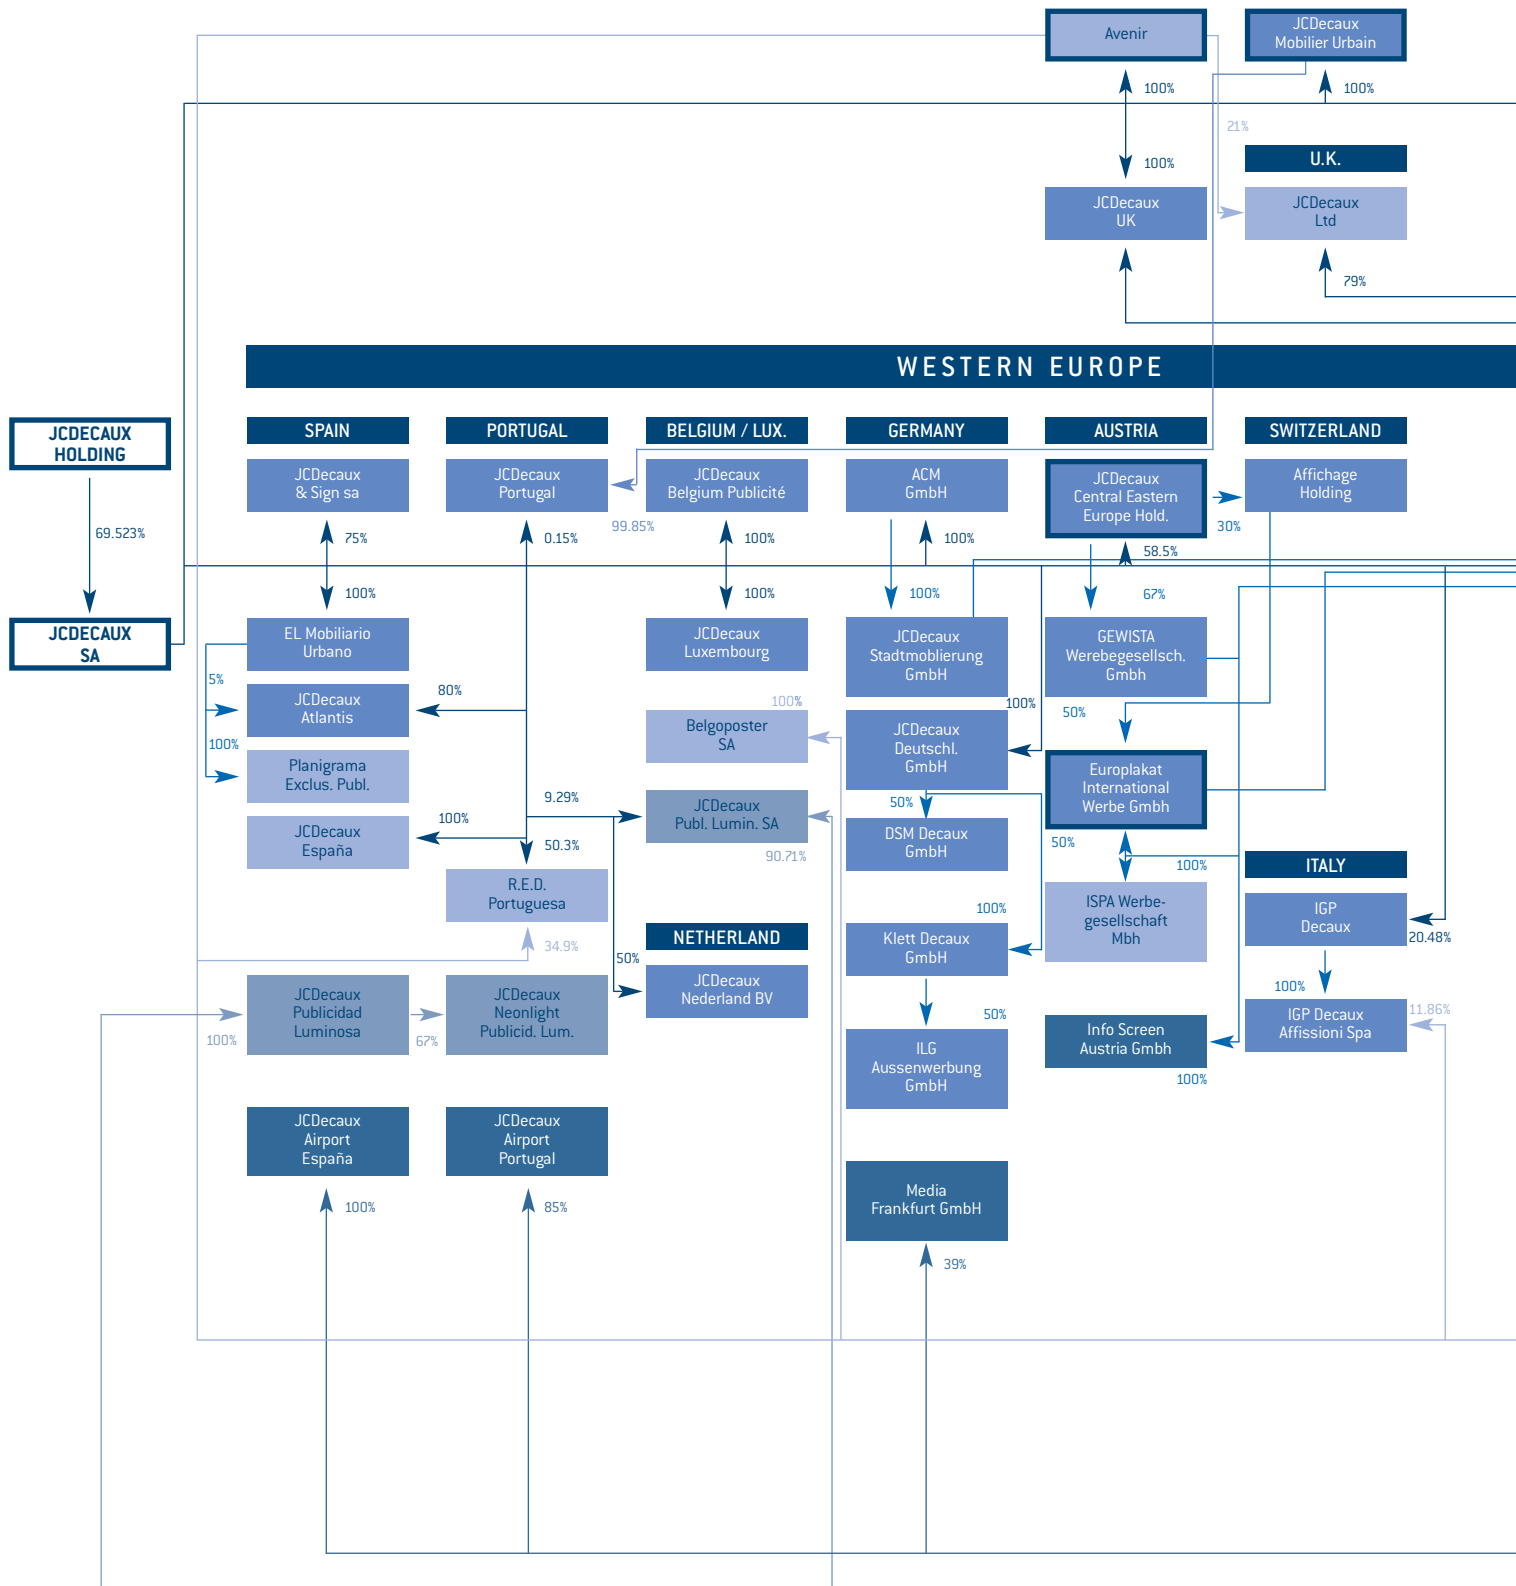 Avenir
JCDecaux
Mobilier Urbain
100%
100%
21%
100%
U.K.
JCDecaux
UK
JCDecaux
Ltd
79%
WESTERN EUROPE
JCDECAUX
HOLDING
69.523%
JCDECAUX
SA
SPAIN
JCDecaux
& Sign sa
75%
100%
EL Mobiliario
Urbano
5%
JCDecaux
Atlantis
80%
100%
Planigrama
Exclus. Publ.
JCDecaux
España
100%
JCDecaux
Publicidad
Luminosa
100%
67%
JCDecaux
Airport
España
100%
PORTUGAL
JCDecaux
Portugal
99.85%
0.15%
9.29%
50.3%
R.E.D.
Portuguesa
34.9%
JCDecaux
Neonlight
Publicid. Lum.
JCDecaux
Airport
Portugal
85%
BELGIUM / LUX.
JCDecaux
Belgium Publicité
100%
100%
JCDecaux
Luxembourg
100%
Belgoposter
SA
JCDecaux
Publ. Lumin. SA
90.71%
NETHERLAND
50%
JCDecaux
Nederland BV
GERMANY
ACM
GmbH
100%
100%
JCDecaux
Stadtmoblierung
GmbH
100%
JCDecaux
Deutschl.
GmbH
50%
DSM Decaux
GmbH
100%
Klett Decaux
GmbH
50%
ILG
Aussenwerbung
GmbH
Media
Frankfurt GmbH
39%
AUSTRIA
JCDecaux
Central Eastern
Europe Hold.
30%
58.5%
67%
GEWISTA
Werebegesellsch.
Gmbh
50%
Europlakat
International
Werbe Gmbh
50%
100%
ISPA Werbe-
gesellschaft
Mbh
Info Screen
Austria Gmbh
100%
SWITZERLAND
Affichage
Holding
ITALY
IGP
Decaux
20.48%
100%
IGP Decaux
Affissioni Spa
11.86%